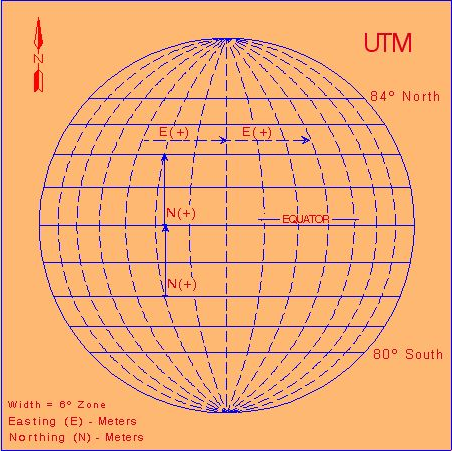 UTM
N
84° North
E(+) E(+)
N(+)
EQUATOR
N(+)
80° South
Width = 6° Zone
Easting (E) - Meters
Northing (N) - Meters